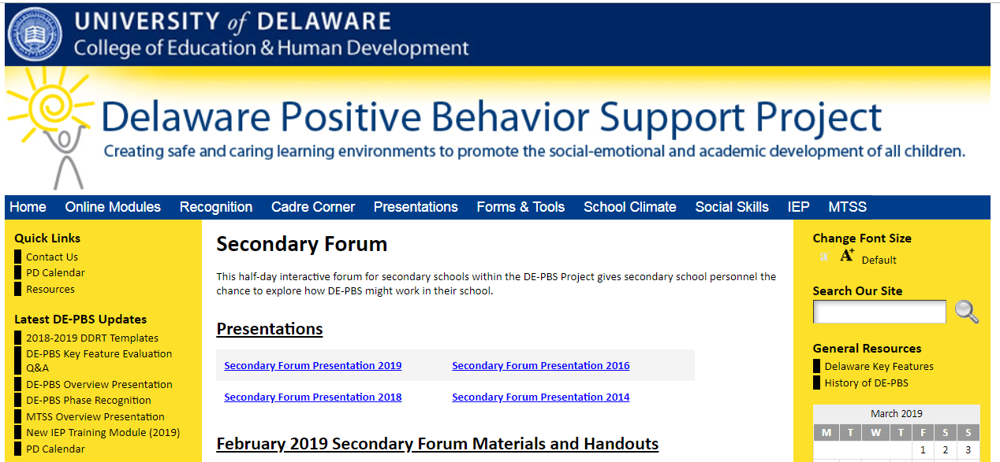 UNIVERSITY of DELAWARE
College of Education & Human Development
Delaware Positive Behavior Support Project
Creating safe and caring learning environments to promote the social-emotional and academic development of all children.
Home Online Modules Recognition Cadre Corner Presentations Forms & Tools School Climate Social Skills IEP MTSS
Quick Links
Contact Us
PD Calendar
Resources
Latest DE-PBS Updates
2018-2019 DDRT Templates
DE-PBS Key Feature Evaluation
Q&A
DE-PBS Overview Presentation
DE-PBS Phase Recognition
MTSS Overview Presentation
New IEP Training Module (2019)
PD Calendar
Secondary Forum
This half-day interactive forum for secondary schools within the DE-PBS Project gives secondary school personnel the
chance to explore how DE-PBS might work in their school.
Presentations
Secondary Forum Presentation 2019 Secondary Forum Presentation 2016
Secondary Forum Presentation 2018 Secondary Forum Presentation 2014
February 2019 Secondary Forum Materials and Handouts
Change Font Size
a A+ Default
Search Our Site
General Resources
Delaware Key Features
History of DE-PBS
March 2019
M T W T F S S
1 2 3